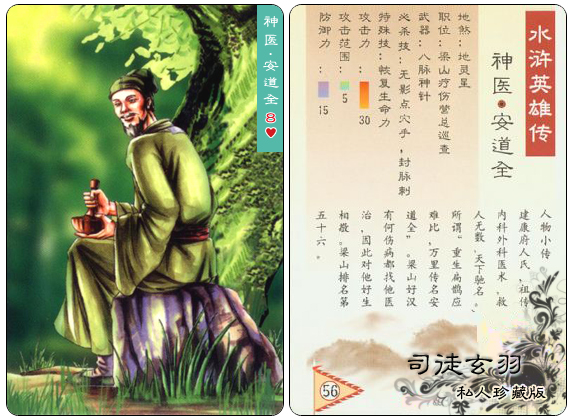 神医·安道全
8
水浒英雄传
神医·安道全
地煞:地灵星
职位:梁山疗伤营总巡查
武器:八脉神针
必杀技:无影点穴手,封脉刺
特殊技:恢复生命力
攻击力:
30
攻击范围:
5
防御力:
15
人物小传
建康府人氏,祖传
内科外科医术,救
人无数,天下驰名。
所谓“重生扁鹊应
难比,万里传名安
道全”。梁山好汉
有何伤病都找他医
治,因此对他好生
相敬。梁山排名第
五十六。
56
司徒玄羽
私人珍藏版